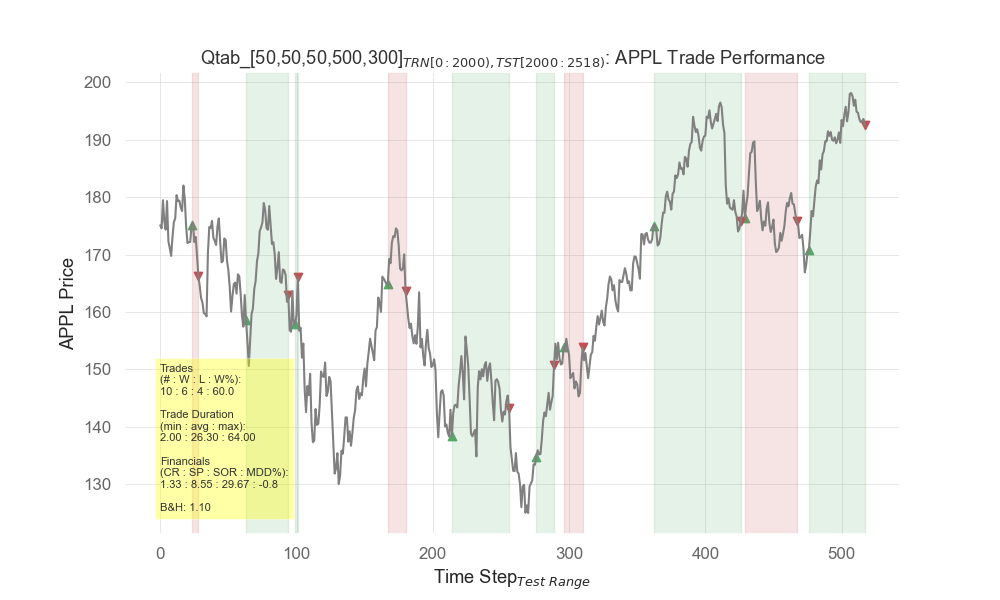 Qtab_[50,50,50,500,300]TRN[0:2000),TST[2000:2518): APPL Trade Performance
200
190
180
170
160
150
140
130
APPL Price
Trades
(# : W : L : W%):
10 : 6 : 4 : 60.0
Trade Duration
(min : avg : max):
2.00 : 26.30 : 64.00
Financials
(CR : SP : SOR : MDD%):
1.33 : 8.55 : 29.67 : -0.8
B&H: 1.10
0 100 200 300 400 500
Time StepTest Range